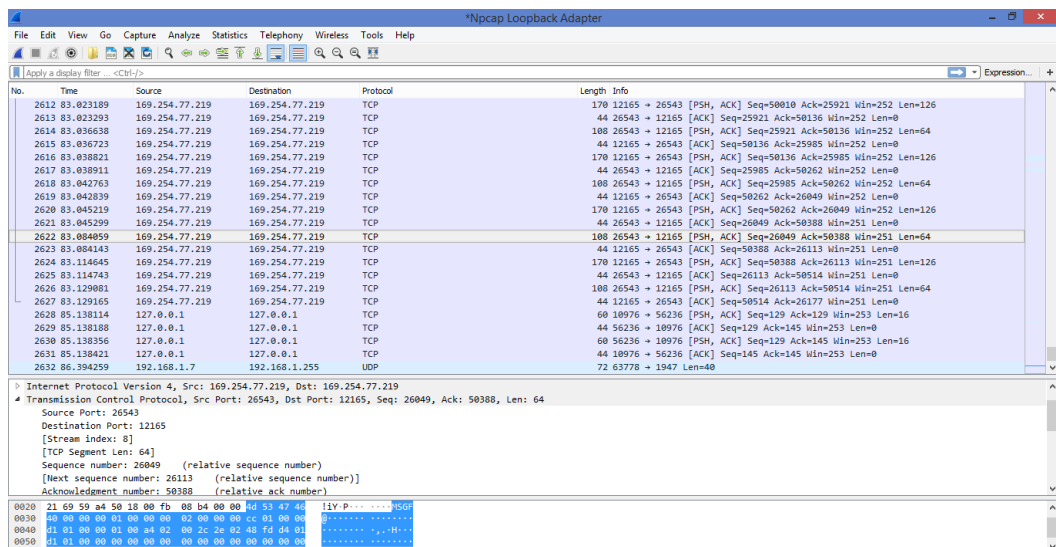 *Npcap Loopback Adapter
File Edit View Go Capture Analyze Statistics Telephony Wireless Tools Help
Apply a display filter ... <Ctrl-/> Expression... +
No. Time Source Destination Protocol Length Info
2612 83.023189 169.254.77.219 169.254.77.219 TCP 170 12165 → 26543 [PSH, ACK] Seq=50010 Ack=25921 Win=252 Len=126
2613 83.023293 169.254.77.219 169.254.77.219 TCP 44 26543 → 12165 [ACK] Seq=25921 Ack=50136 Win=252 Len=0
2614 83.036638 169.254.77.219 169.254.77.219 TCP 108 26543 → 12165 [PSH, ACK] Seq=25921 Ack=50136 Win=252 Len=64
2615 83.036723 169.254.77.219 169.254.77.219 TCP 44 12165 → 26543 [ACK] Seq=50136 Ack=25985 Win=252 Len=0
2616 83.038821 169.254.77.219 169.254.77.219 TCP 170 12165 → 26543 [PSH, ACK] Seq=50136 Ack=25985 Win=252 Len=126
2617 83.038911 169.254.77.219 169.254.77.219 TCP 44 26543 → 12165 [ACK] Seq=25985 Ack=50262 Win=252 Len=0
2618 83.042763 169.254.77.219 169.254.77.219 TCP 108 26543 → 12165 [PSH, ACK] Seq=25985 Ack=50262 Win=252 Len=64
2619 83.042839 169.254.77.219 169.254.77.219 TCP 44 12165 → 26543 [ACK] Seq=50262 Ack=26049 Win=252 Len=0
2620 83.045219 169.254.77.219 169.254.77.219 TCP 170 12165 → 26543 [PSH, ACK] Seq=50262 Ack=26049 Win=252 Len=126
2621 83.045299 169.254.77.219 169.254.77.219 TCP 44 26543 → 12165 [ACK] Seq=26049 Ack=50388 Win=251 Len=0
2622 83.084059 169.254.77.219 169.254.77.219 TCP 108 26543 → 12165 [PSH, ACK] Seq=26049 Ack=50388 Win=251 Len=64
2623 83.084143 169.254.77.219 169.254.77.219 TCP 44 12165 → 26543 [ACK] Seq=50388 Ack=26113 Win=251 Len=0
2624 83.114645 169.254.77.219 169.254.77.219 TCP 170 12165 → 26543 [PSH, ACK] Seq=50388 Ack=26113 Win=251 Len=126
2625 83.114743 169.254.77.219 169.254.77.219 TCP 44 26543 → 12165 [ACK] Seq=26113 Ack=50514 Win=251 Len=0
2626 83.129081 169.254.77.219 169.254.77.219 TCP 108 26543 → 12165 [PSH, ACK] Seq=26113 Ack=50514 Win=251 Len=64
2627 83.129165 169.254.77.219 169.254.77.219 TCP 44 12165 → 26543 [ACK] Seq=50514 Ack=26177 Win=251 Len=0
2628 85.138114 127.0.0.1 127.0.0.1 TCP 60 10976 → 56236 [PSH, ACK] Seq=129 Ack=129 Win=253 Len=16
2629 85.138188 127.0.0.1 127.0.0.1 TCP 44 56236 → 10976 [ACK] Seq=129 Ack=145 Win=253 Len=0
2630 85.138356 127.0.0.1 127.0.0.1 TCP 60 56236 → 10976 [PSH, ACK] Seq=129 Ack=145 Win=253 Len=16
2631 85.138421 127.0.0.1 127.0.0.1 TCP 44 10976 → 56236 [ACK] Seq=145 Ack=145 Win=253 Len=0
2632 86.394259 192.168.1.7 192.168.1.255 UDP 72 63778 → 1947 Len=40
Internet Protocol Version 4, Src: 169.254.77.219, Dst: 169.254.77.219
Transmission Control Protocol, Src Port: 26543, Dst Port: 12165, Seq: 26049, Ack: 50388, Len: 64
Source Port: 26543
Destination Port: 12165
[Stream index: 8]
[TCP Segment Len: 64]
Sequence number: 26049 (relative sequence number)
[Next sequence number: 26113 (relative sequence number)]
Acknowledgment number: 50388 (relative ack number)
0020 21 69 59 a4 50 18 00 fb 08 b4 00 00 4d 53 47 46 !iY·P··· ····MSGF
0030 40 00 00 00 01 00 00 00 02 00 00 00 cc 01 00 00 @······· ········
0040 d1 01 00 00 01 00 a4 02 00 2c 2e 02 48 fd d4 01 ········ ·,.·H···
0050 d1 01 00 00 00 00 00 00 00 00 00 00 00 00 00 00 ········ ········